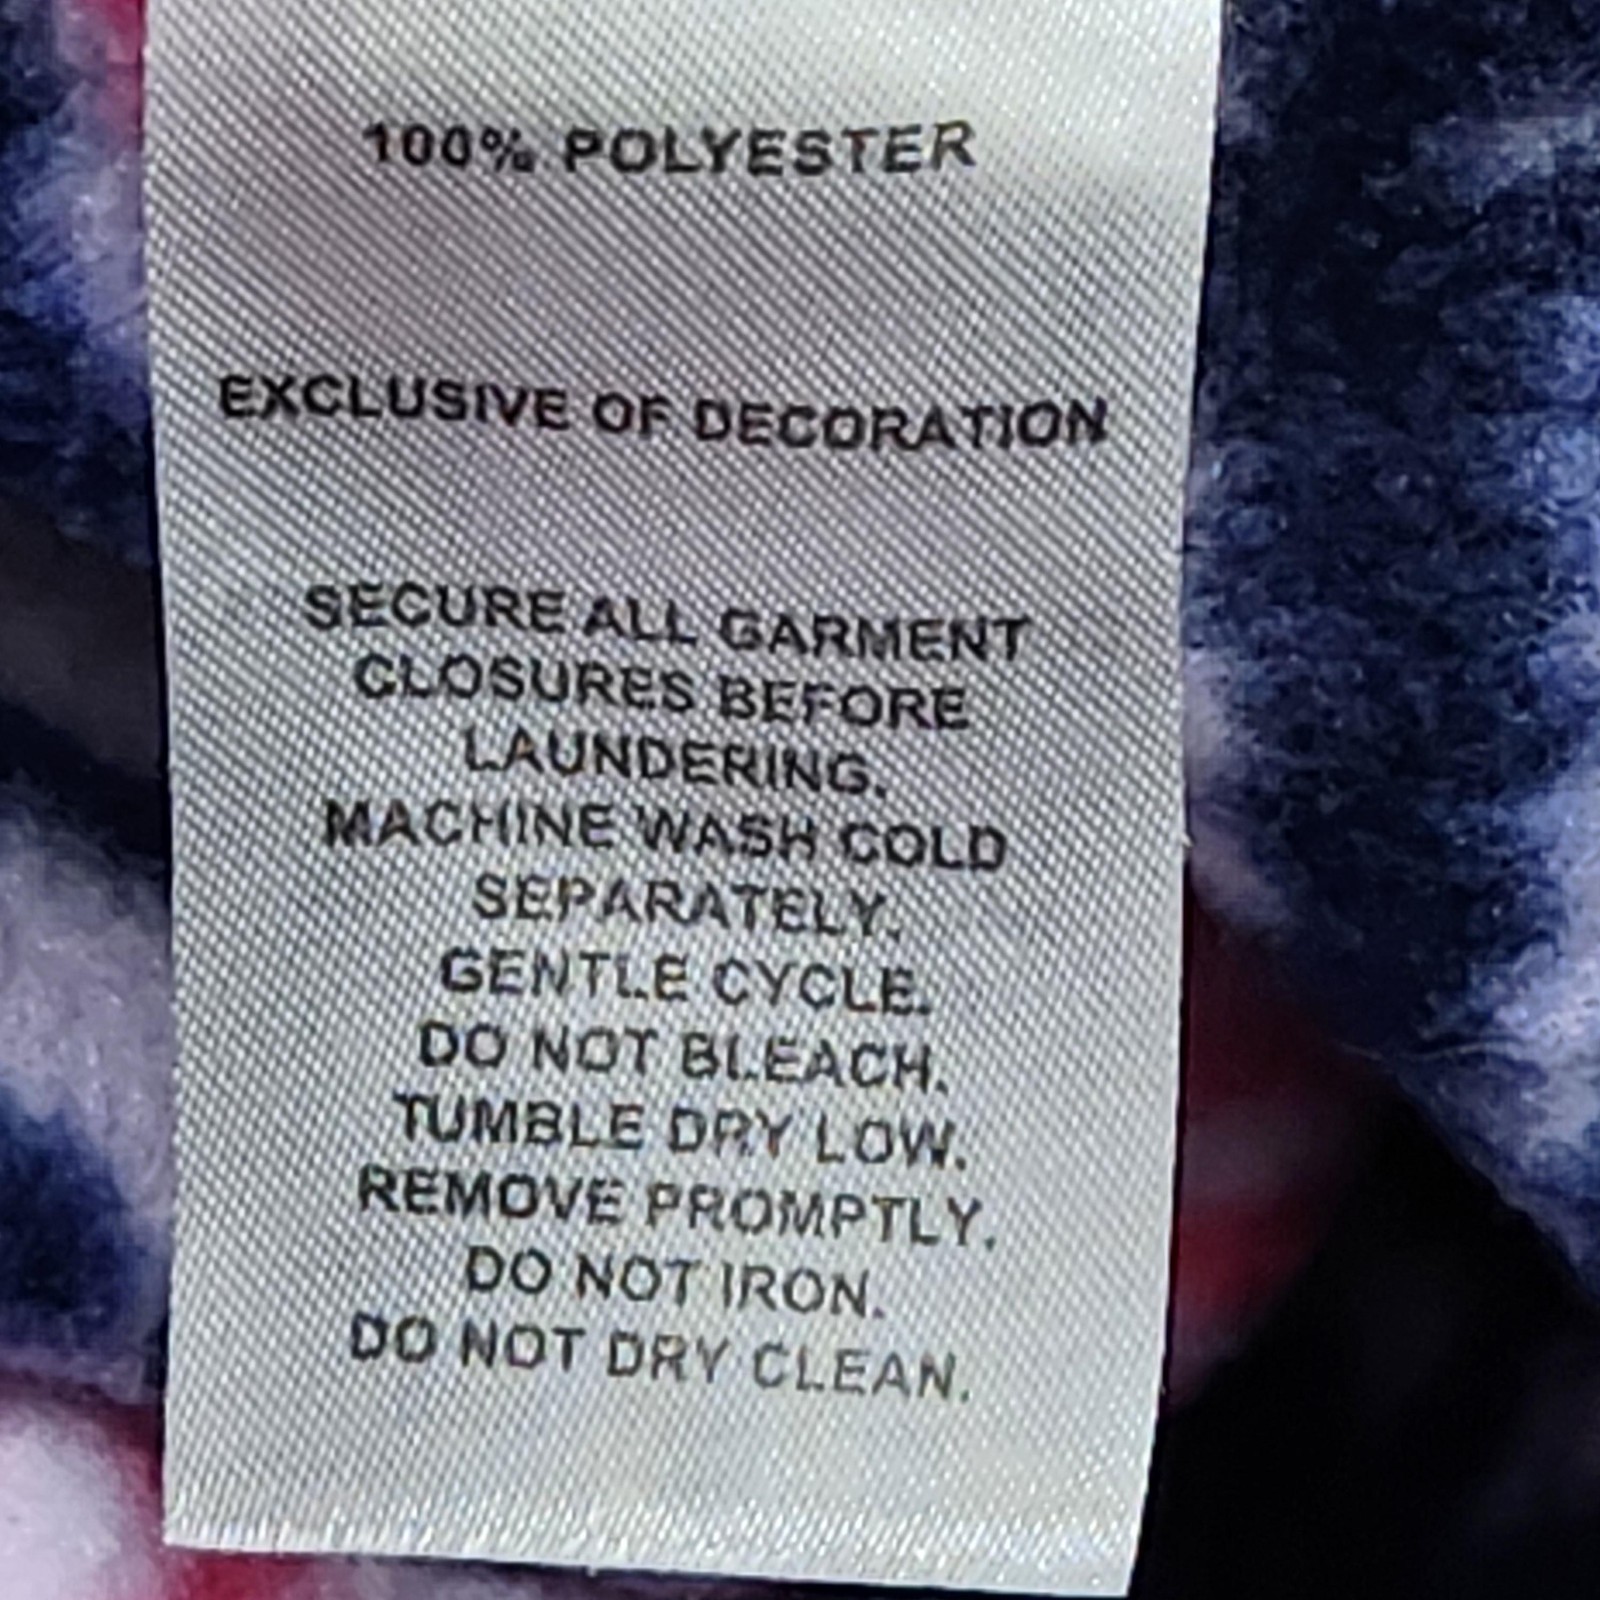 100% POLYESTER
EXCLUSIVE OF DECORATION
SECURE ALL GARMENT
CLOSURES BEFORE
LAUNDERING.
MACHINE WASH COLD
SEPARATELY.
GENTLE CYCLE.
DO NOT BLEACH.
TUMBLE DRY LOW.
REMOVE PROMPTLY.
DO NOT IRON.
DO NOT DRY CLEAN.